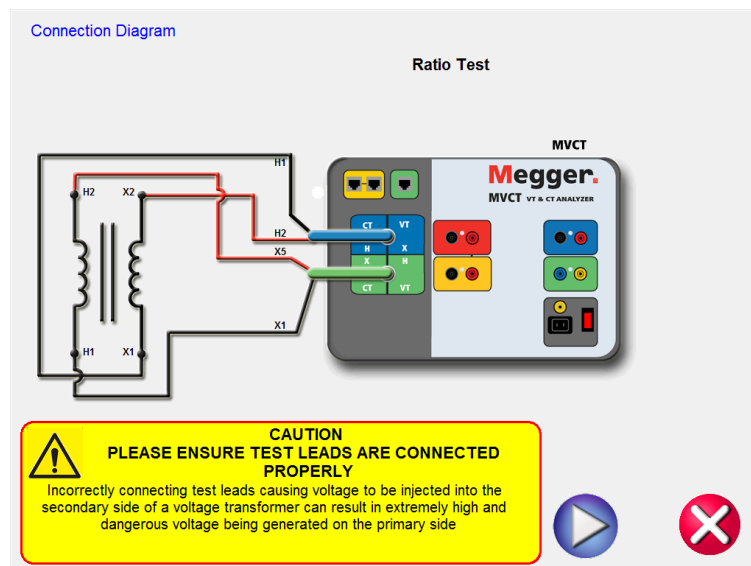 Connection Diagram
Ratio Test
MVCT
Megger.
MVCT VT & CT ANALYZER
H1
H2 X2
CT VT
H2
H X
X5
X H
CT VT
X1
H1 X1
CAUTION
PLEASE ENSURE TEST LEADS ARE CONNECTED
PROPERLY
Incorrectly connecting test leads causing voltage to be injected into the
secondary side of a voltage transformer can result in extremely high and
dangerous voltage being generated on the primary side